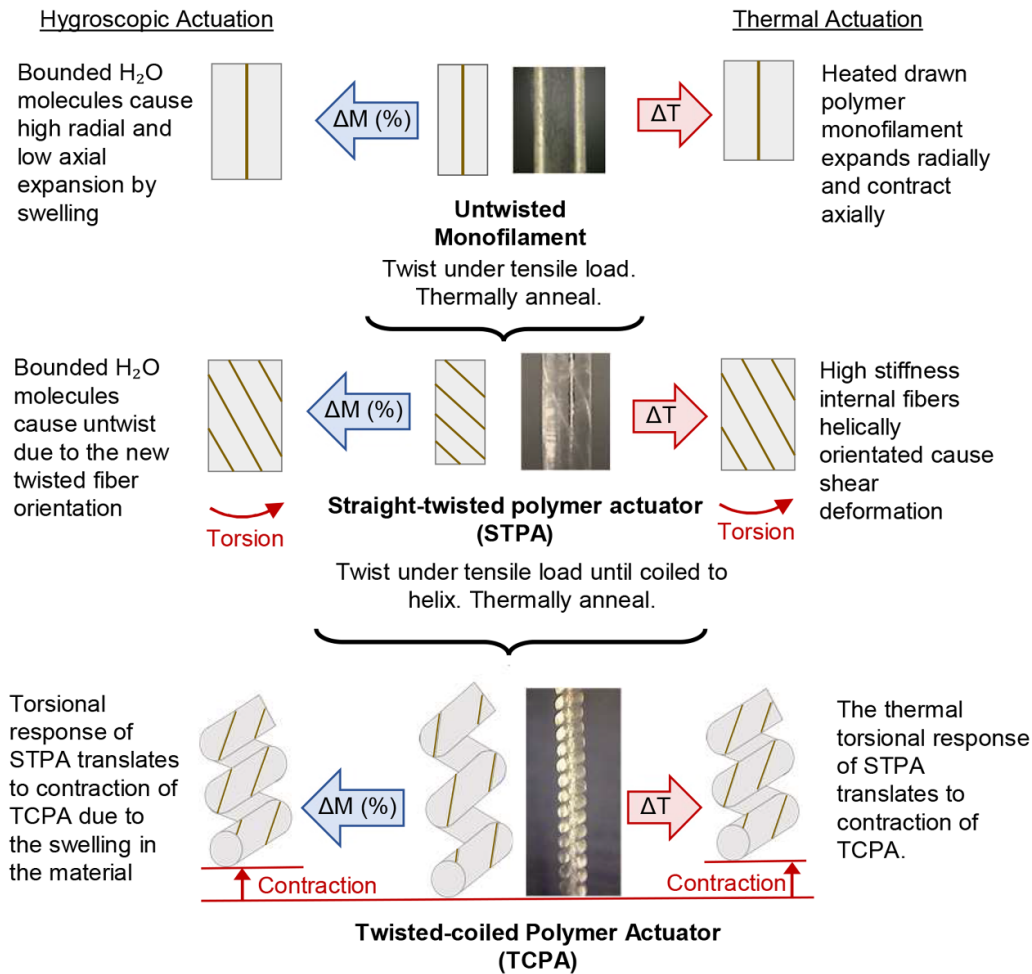 Hygroscopic Actuation
Thermal Actuation
Bounded H₂O
molecules cause
high radial and
low axial
expansion by
swelling
ΔM (%)
ΔT
Heated drawn
polymer
monofilament
expands radially
and contract
axially
Untwisted
Monofilament
Twist under tensile load.
Thermally anneal.
Bounded H₂O
molecules
cause untwist
due to the new
twisted fiber
orientation
Torsion
ΔM (%)
ΔT
High stiffness
internal fibers
helically
orientated cause
shear
deformation
Torsion
Straight-twisted polymer actuator
(STPA)
Twist under tensile load until coiled to
helix. Thermally anneal.
Torsional
response of
STPA translates
to contraction of
TCPA due to
the swelling in
the material
Contraction
ΔM (%)
ΔT
Contraction
The thermal
torsional response
of STPA
translates to
contraction of
TCPA.
Twisted-coiled Polymer Actuator
(TCPA)